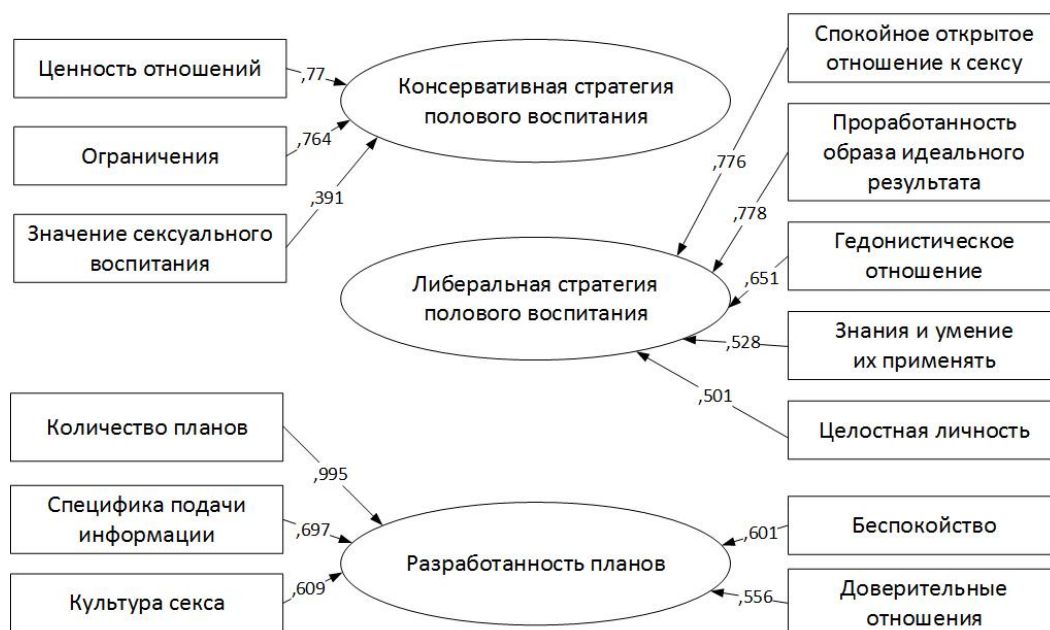 Ценность отношений
,77
Ограничения
,764
Значение сексуального
воспитания
,391
Консервативная стратегия
полового воспитания
Спокойное открытое
отношение к сексу
,776
Проработанность
образа идеального
результата
,778
Гедонистическое
отношение
,651
Либеральная стратегия
полового воспитания
Знания и умение
их применять
,528
Целостная личность
,501
Количество планов
,995
Специфика подачи
информации
,697
Культура секса
,609
Разработанность планов
Беспокойство
,601
Доверительные
отношения
,556